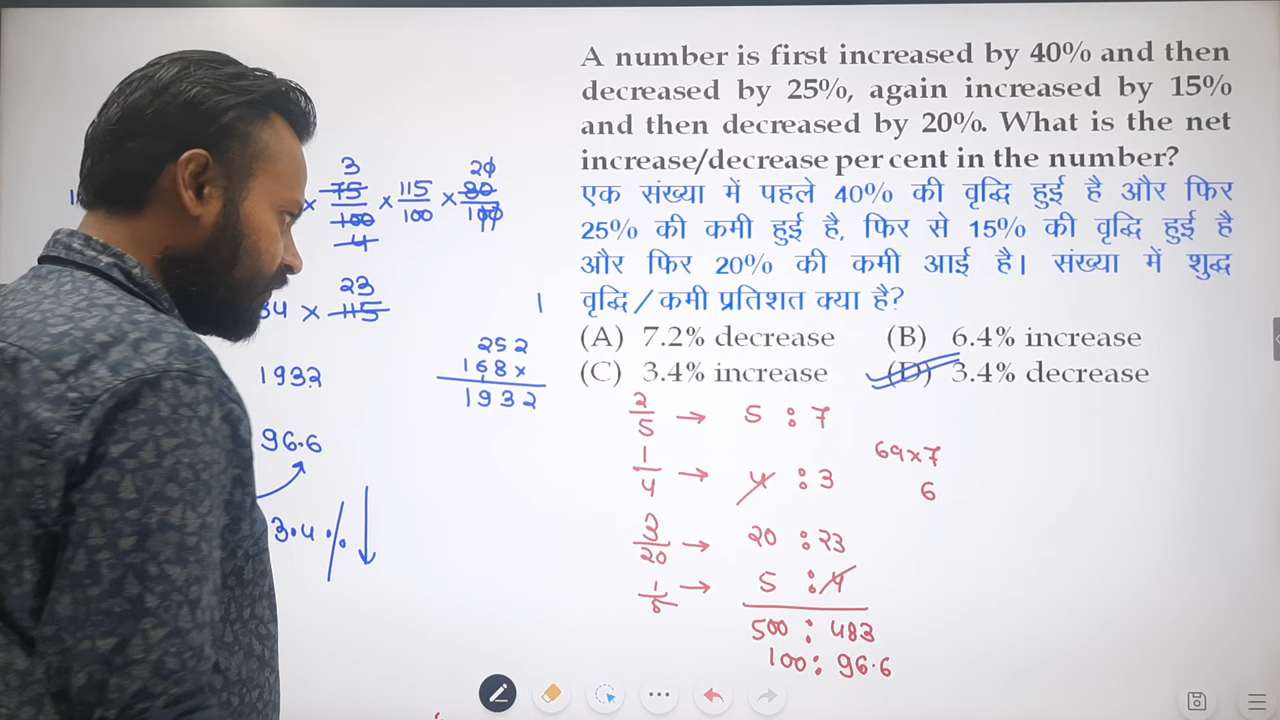 A number is first increased by 40% and then
decreased by 25%, again increased by 15%
and then decreased by 20%. What is the net
increase/decrease per cent in the number?
एक संख्या में पहले 40% की वृद्धि हुई है और फिर
25% की कमी हुई है, फिर से 15% की वृद्धि हुई है
और फिर 20% की कमी आई है। संख्या में शुद्ध
वृद्धि/कमी प्रतिशत क्या है?
(A) 7.2% decrease (B) 6.4% increase
(C) 3.4% increase (D) 3.4% decrease
3 20
× 75 × 115 × 80
100 100 100
4
23
34 × 115
1
252
168×
1932
1932
96.6
3.4%
2/5 → 5 : 7
69×7
1/4 → 4 : 3
6
3/20 → 20 : 23
1/5 → 5 : 4
500 : 483
100 : 96.6